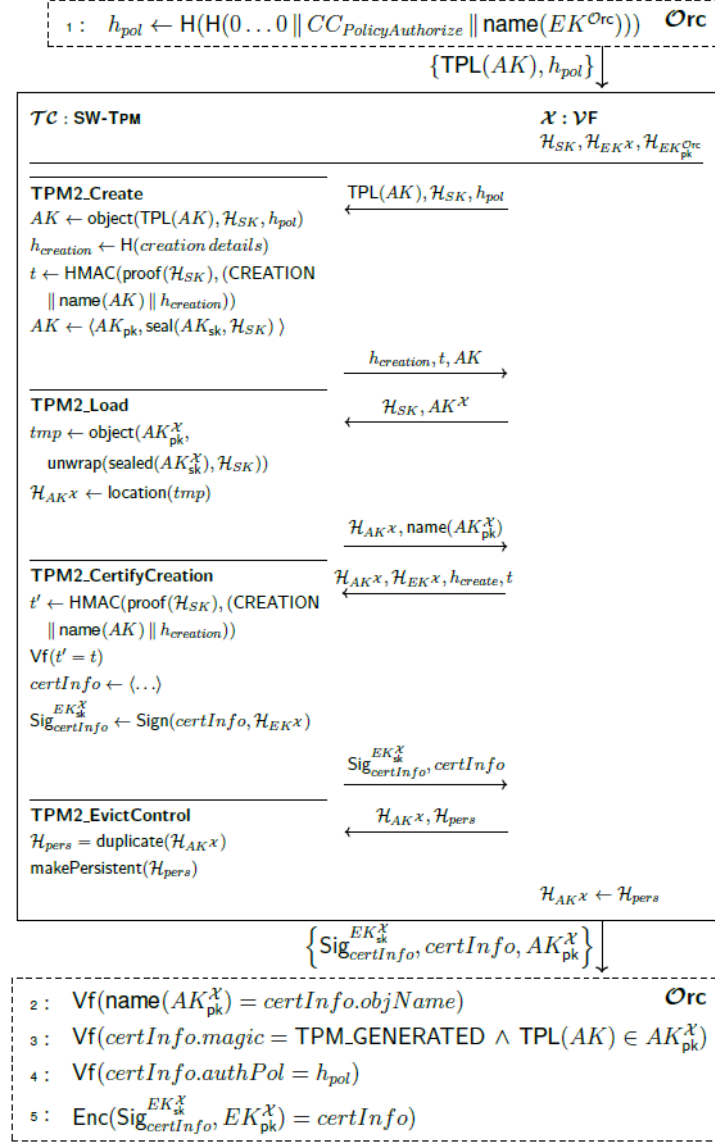 1: h_pol ← H(H(0…0 ∥ CC_PolicyAuthorize ∥ name(EK^𝒪rc))) 𝒪rc
{TPL(AK), h_pol}
𝒯𝒞 : SW-TPM 𝒳 : 𝒱F
ℋ_SK, ℋ_EK^𝒳, ℋ_EK_pk^𝒪rc
TPM2_Create
TPL(AK), ℋ_SK, h_pol
AK ← object(TPL(AK), ℋ_SK, h_pol)
h_creation ← H(creation details)
t ← HMAC(proof(ℋ_SK), (CREATION
∥ name(AK) ∥ h_creation))
AK ← ⟨AK_pk, seal(AK_sk, ℋ_SK) ⟩
h_creation, t, AK
TPM2_Load
ℋ_SK, AK^𝒳
tmp ← object(AK_pk^𝒳,
unwrap(sealed(AK_sk^𝒳), ℋ_SK))
ℋ_AK^𝒳 ← location(tmp)
ℋ_AK^𝒳, name(AK_pk^𝒳)
TPM2_CertifyCreation
ℋ_AK^𝒳, ℋ_EK^𝒳, h_create, t
t′ ← HMAC(proof(ℋ_SK), (CREATION
∥ name(AK) ∥ h_creation))
Vf(t′ = t)
certInfo ← ⟨…⟩
Sig_certInfo^EK_sk^𝒳 ← Sign(certInfo, ℋ_EK^𝒳)
Sig_certInfo^EK_sk^𝒳, certInfo
TPM2_EvictControl
ℋ_AK^𝒳, ℋ_pers
ℋ_pers = duplicate(ℋ_AK^𝒳)
makePersistent(ℋ_pers)
ℋ_AK^𝒳 ← ℋ_pers
{Sig_certInfo^EK_sk^𝒳, certInfo, AK_pk^𝒳}
2: Vf(name(AK_pk^𝒳) = certInfo.objName) 𝒪rc
3: Vf(certInfo.magic = TPM_GENERATED ∧ TPL(AK) ∈ AK_pk^𝒳)
4: Vf(certInfo.authPol = h_pol)
5: Enc(Sig_certInfo^EK_sk^𝒳, EK_pk^𝒳) = certInfo)